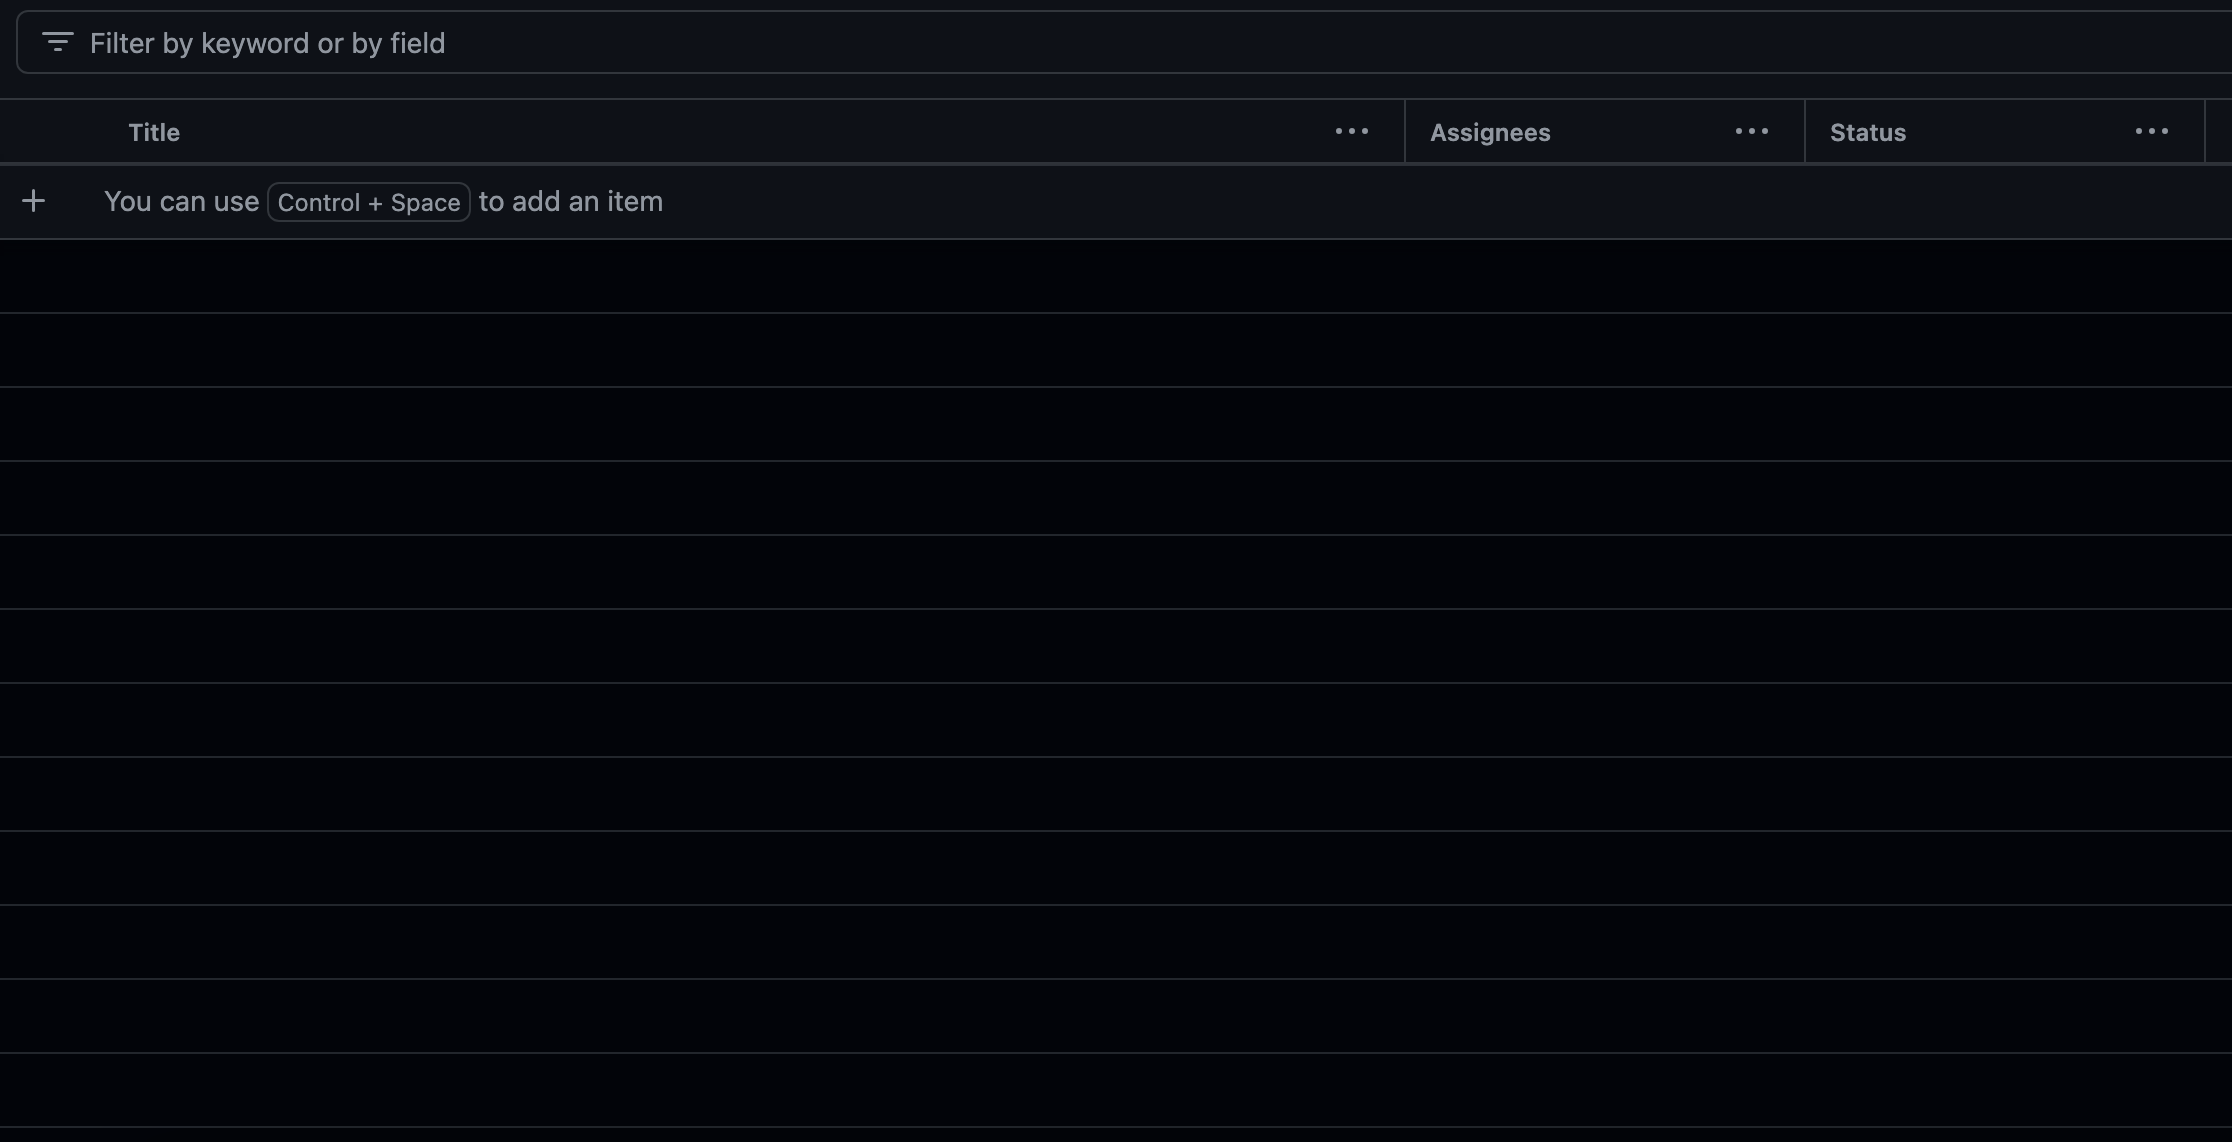 Filter by keyword or by field
Title Assignees Status
You can use Control + Space to add an item